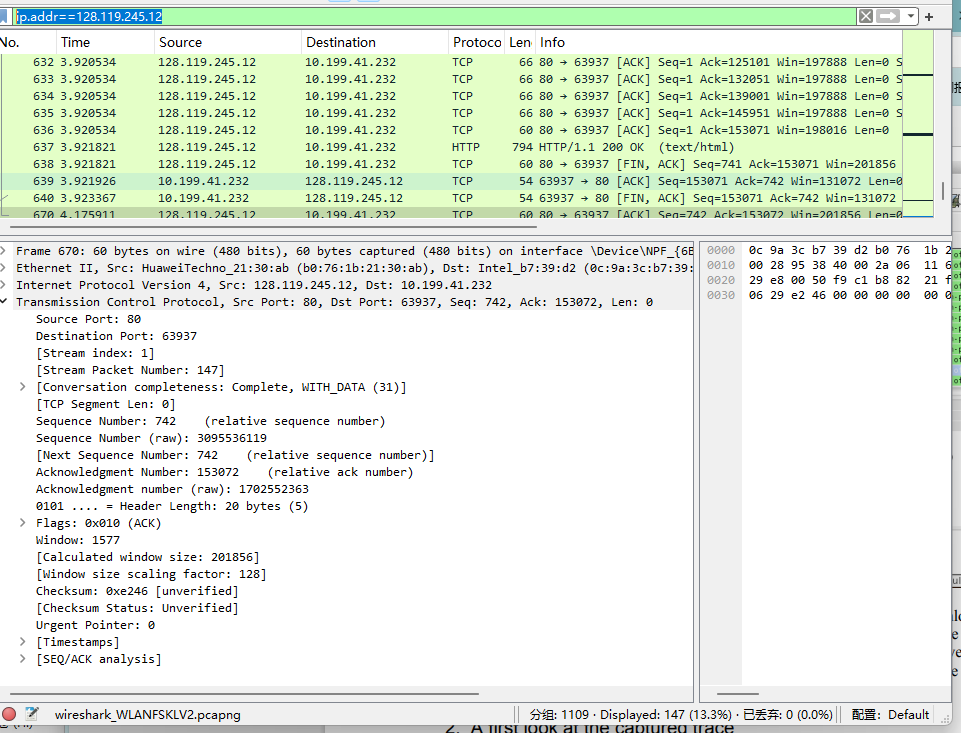 ip.addr==128.119.245.12
No. Time Source Destination Protoco Len Info
632 3.920534 128.119.245.12 10.199.41.232 TCP 66 80 → 63937 [ACK] Seq=1 Ack=125101 Win=197888 Len=0 S
633 3.920534 128.119.245.12 10.199.41.232 TCP 66 80 → 63937 [ACK] Seq=1 Ack=132051 Win=197888 Len=0 S
634 3.920534 128.119.245.12 10.199.41.232 TCP 66 80 → 63937 [ACK] Seq=1 Ack=139001 Win=197888 Len=0 S
635 3.920534 128.119.245.12 10.199.41.232 TCP 66 80 → 63937 [ACK] Seq=1 Ack=145951 Win=197888 Len=0 S
636 3.920534 128.119.245.12 10.199.41.232 TCP 60 80 → 63937 [ACK] Seq=1 Ack=153071 Win=198016 Len=0
637 3.921821 128.119.245.12 10.199.41.232 HTTP 794 HTTP/1.1 200 OK (text/html)
638 3.921821 128.119.245.12 10.199.41.232 TCP 60 80 → 63937 [FIN, ACK] Seq=741 Ack=153071 Win=201856
639 3.921926 10.199.41.232 128.119.245.12 TCP 54 63937 → 80 [ACK] Seq=153071 Ack=742 Win=131072 Len=0
640 3.923367 10.199.41.232 128.119.245.12 TCP 54 63937 → 80 [FIN, ACK] Seq=153071 Ack=742 Win=131072
670 4.175911 128.119.245.12 10.199.41.232 TCP 60 80 → 63937 [ACK] Seq=742 Ack=153072 Win=201856 Len=0
Frame 670: 60 bytes on wire (480 bits), 60 bytes captured (480 bits) on interface \Device\NPF_{6E
Ethernet II, Src: HuaweiTechno_21:30:ab (b0:76:1b:21:30:ab), Dst: Intel_b7:39:d2 (0c:9a:3c:b7:39:
Internet Protocol Version 4, Src: 128.119.245.12, Dst: 10.199.41.232
Transmission Control Protocol, Src Port: 80, Dst Port: 63937, Seq: 742, Ack: 153072, Len: 0
Source Port: 80
Destination Port: 63937
[Stream index: 1]
[Stream Packet Number: 147]
[Conversation completeness: Complete, WITH_DATA (31)]
[TCP Segment Len: 0]
Sequence Number: 742 (relative sequence number)
Sequence Number (raw): 3095536119
[Next Sequence Number: 742 (relative sequence number)]
Acknowledgment Number: 153072 (relative ack number)
Acknowledgment number (raw): 1702552363
0101 .... = Header Length: 20 bytes (5)
Flags: 0x010 (ACK)
Window: 1577
[Calculated window size: 201856]
[Window size scaling factor: 128]
Checksum: 0xe246 [unverified]
[Checksum Status: Unverified]
Urgent Pointer: 0
[Timestamps]
[SEQ/ACK analysis]
0000 0c 9a 3c b7 39 d2 b0 76 1b 2
0010 00 28 95 38 40 00 2a 06 11 6
0020 29 e8 00 50 f9 c1 b8 82 21 f
0030 06 29 e2 46 00 00 00 00 00 0
wireshark_WLANFSKLV2.pcapng
分组: 1109 · Displayed: 147 (13.3%) · 已丢弃: 0 (0.0%)
配置: Default
2. A first look at the captured trace